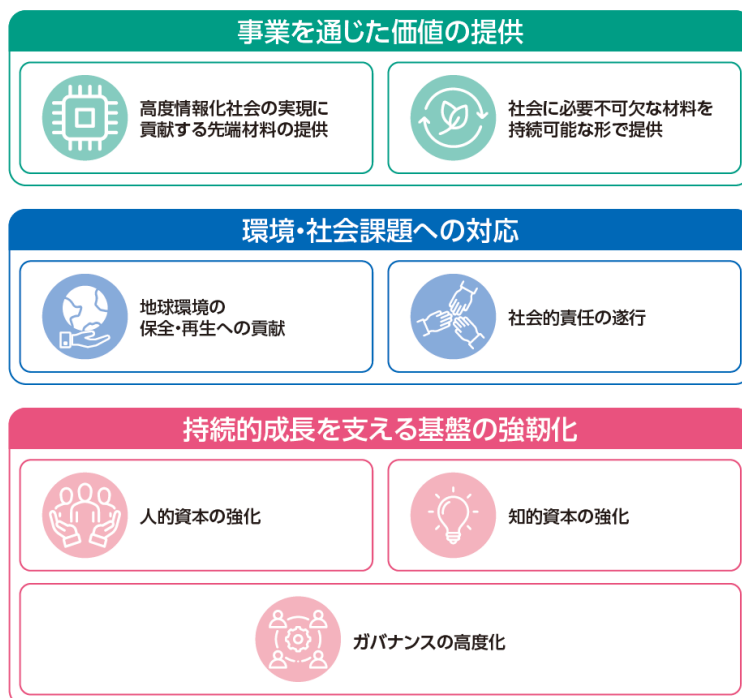 事業を通じた価値の提供
高度情報化社会の実現に
貢献する先端材料の提供
社会に必要不可欠な材料を
持続可能な形で提供
環境・社会課題への対応
地球環境の
保全・再生への貢献
社会的責任の遂行
持続的成長を支える基盤の強靭化
人的資本の強化
知的資本の強化
ガバナンスの高度化